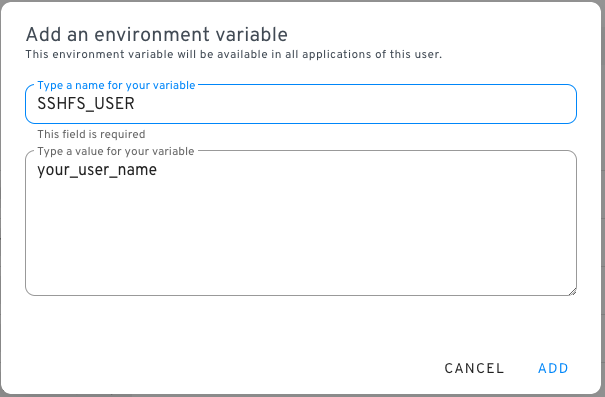 Add an environment variable
This environment variable will be available in all applications of this user.
Type a name for your variable
SSHFS_USER
This field is required
Type a value for your variable
your_user_name
CANCEL ADD